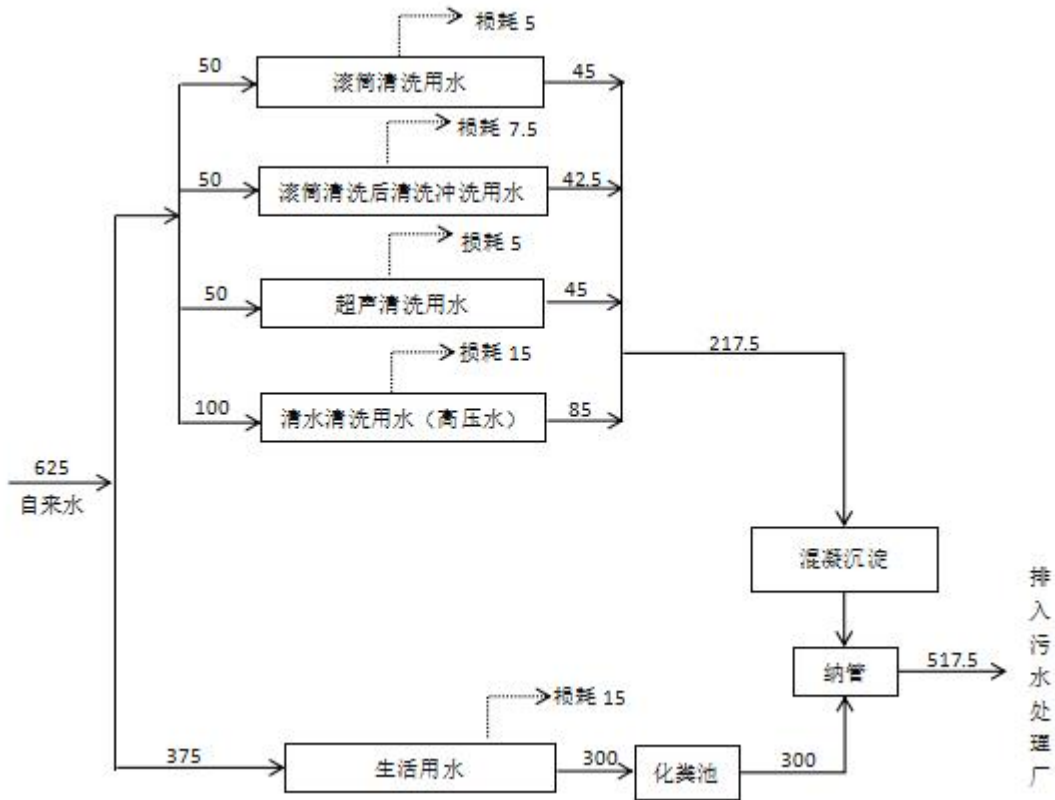 损耗 5
50
滚筒清洗用水
45
损耗 7.5
50
滚筒清洗后清洗冲洗用水
42.5
损耗 5
50
超声清洗用水
45
损耗 15
217.5
100
清水清洗用水（高压水）
85
625
自来水
混凝沉淀
纳管
517.5
排入污水处理厂
损耗 15
375
生活用水
300
化粪池
300